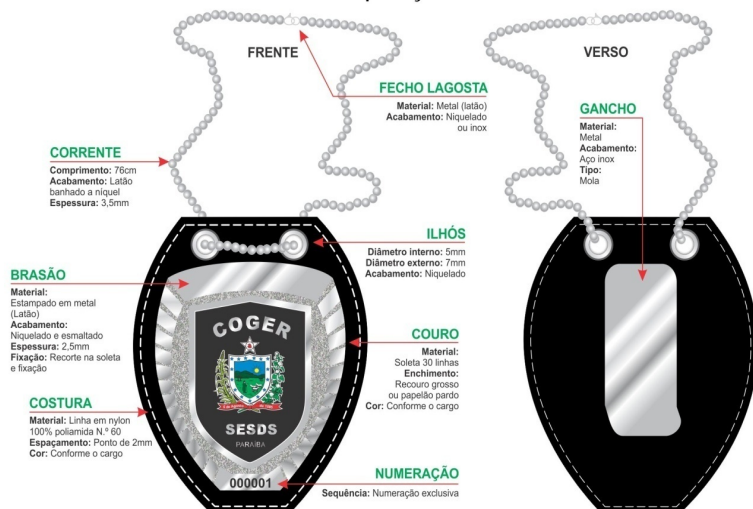 FRENTE
VERSO
FECHO LAGOSTA
Material: Metal (latão)
Acabamento: Niquelado
ou inox
GANCHO
Material:
Metal
Acabamento:
Aço inox
Tipo:
Mola
CORRENTE
Comprimento: 76cm
Acabamento: Latão
banhado a níquel
Espessura: 3,5mm
ILHÓS
Diâmetro interno: 5mm
Diâmetro externo: 7mm
Acabamento: Niquelado
BRASÃO
Material:
Estampado em metal
(Latão)
Acabamento:
Niquelado e esmaltado
Espessura: 2,5mm
Fixação: Recorte na soleta
e fixação
COGER
SESDS
PARAÍBA
000001
COURO
Material:
Soleta 30 linhas
Enchimento:
Recouro grosso
ou papelão pardo
Cor: Conforme o cargo
COSTURA
Material: Linha em nylon
100% poliamida N.º 60
Espaçamento: Ponto de 2mm
Cor: Conforme o cargo
NUMERAÇÃO
Sequência: Numeração exclusiva